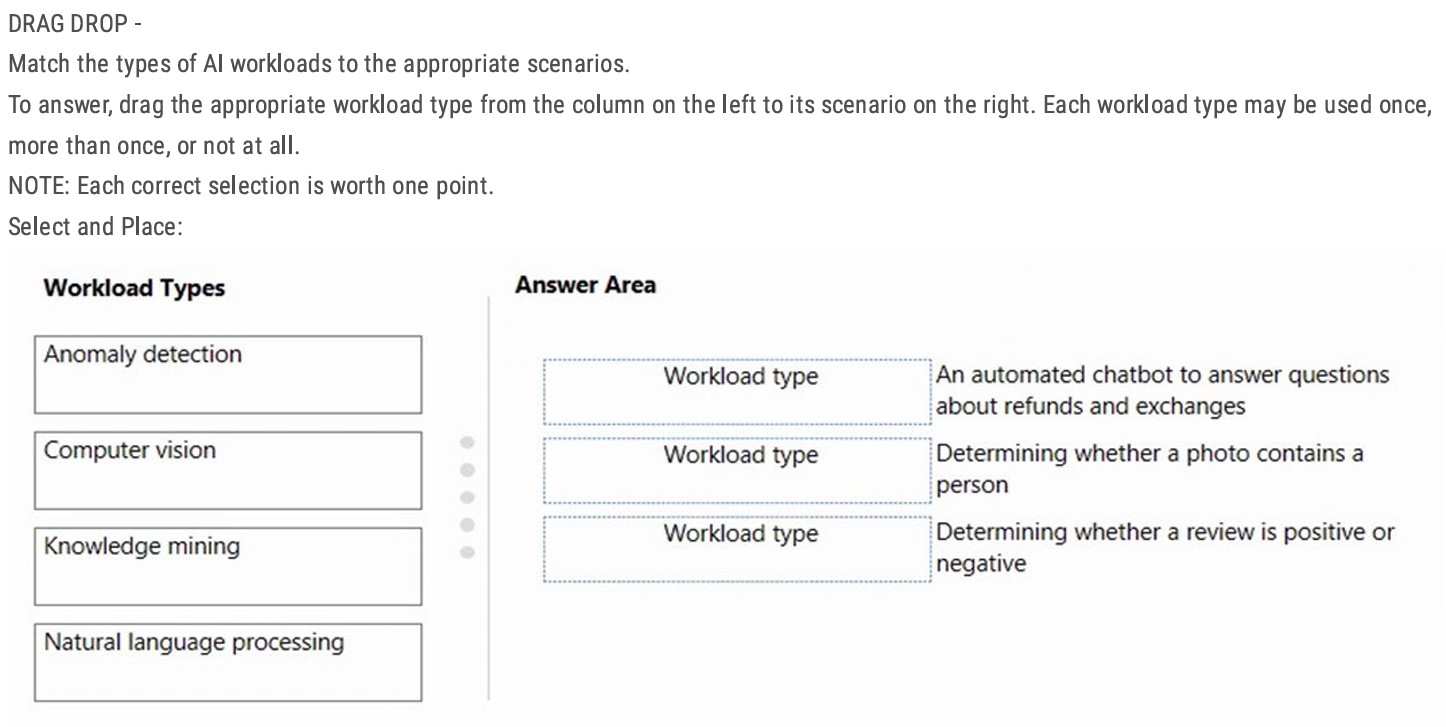 DRAG DROP -
Match the types of AI workloads to the appropriate scenarios.
To answer, drag the appropriate workload type from the column on the left to its scenario on the right. Each workload type may be used once,
more than once, or not at all.
NOTE: Each correct selection is worth one point.
Select and Place:
Workload Types
Anomaly detection
Computer vision
Knowledge mining
Natural language processing
Answer Area
Workload type
An automated chatbot to answer questions
about refunds and exchanges
Workload type
Determining whether a photo contains a
person
Workload type
Determining whether a review is positive or
negative